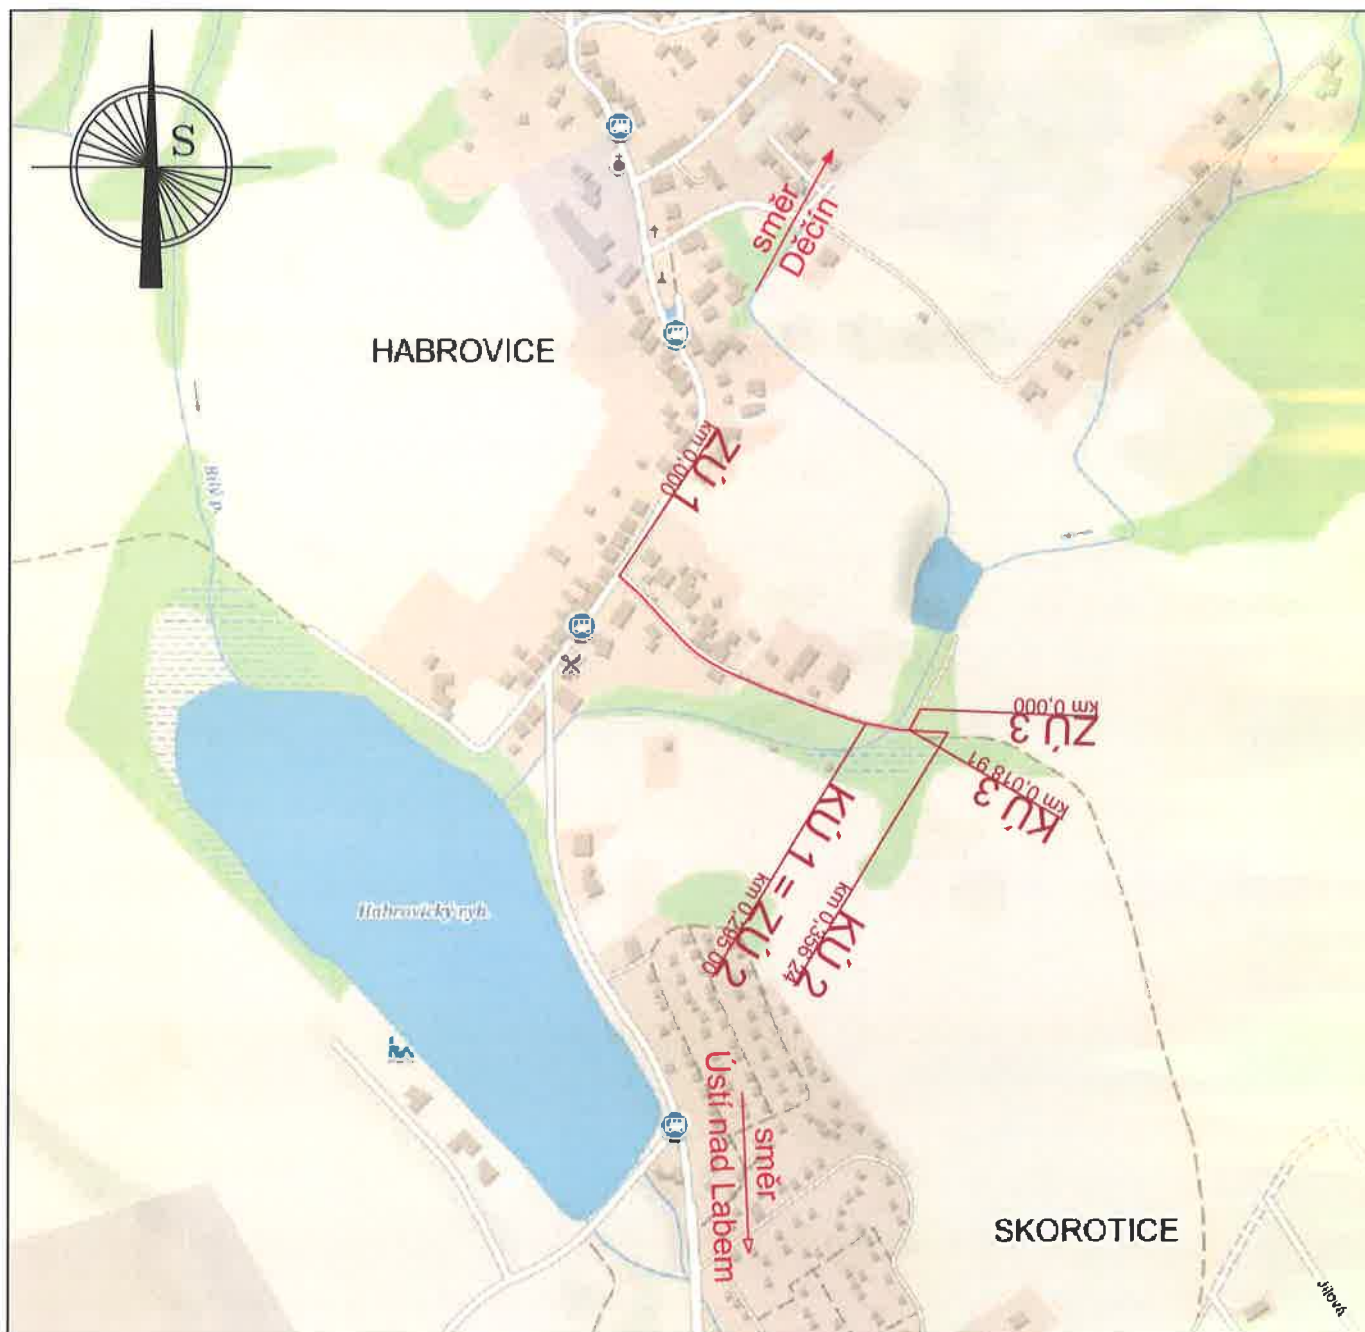 S
směr
Děčín
HABROVICE
ZÚ 1
km 0,000
Bílý p.
ZÚ 3
km 0,000
KÚ 3
km 0,018 91
KÚ 1 = ZÚ 2
km 0,295 00
KÚ 2
km 0,356 24
Habrovický ryb.
směr
Ústí nad Labem
SKOROTICE
Jílová